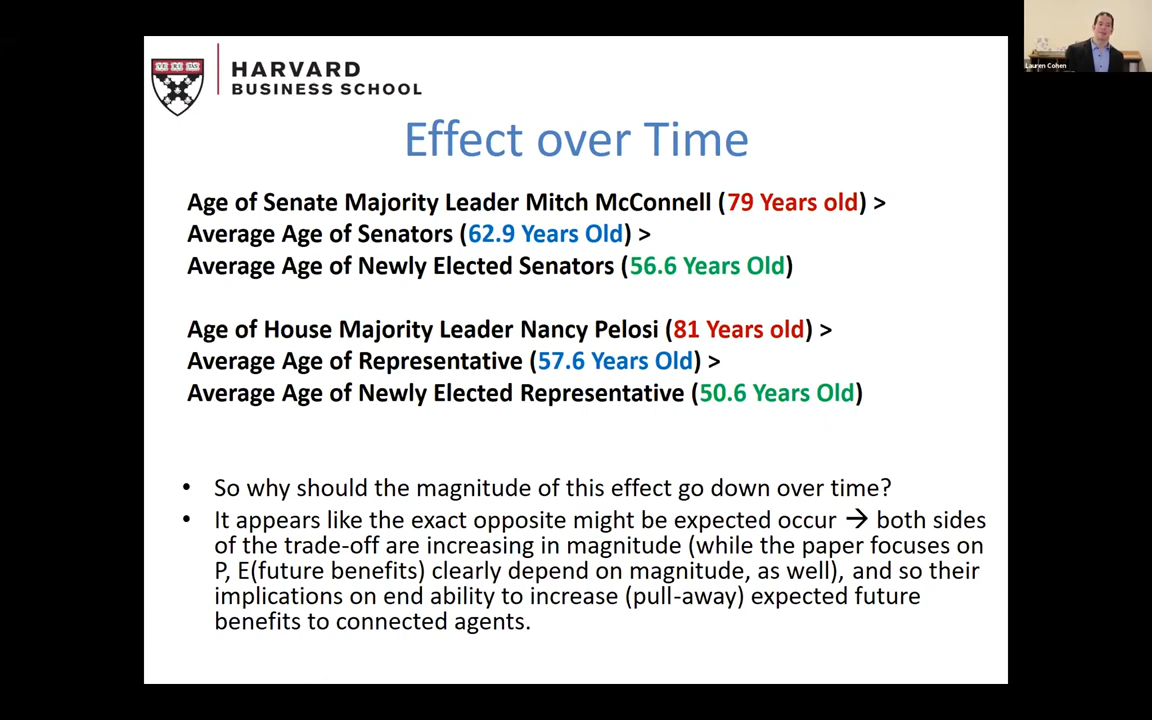 HARVARD
BUSINESS SCHOOL
Lauren Cohen
Effect over Time
Age of Senate Majority Leader Mitch McConnell (79 Years old) >
Average Age of Senators (62.9 Years Old) >
Average Age of Newly Elected Senators (56.6 Years Old)
Age of House Majority Leader Nancy Pelosi (81 Years old) >
Average Age of Representative (57.6 Years Old) >
Average Age of Newly Elected Representative (50.6 Years Old)
• So why should the magnitude of this effect go down over time?
• It appears like the exact opposite might be expected occur → both sides
of the trade-off are increasing in magnitude (while the paper focuses on
P, E(future benefits) clearly depend on magnitude, as well), and so their
implications on end ability to increase (pull-away) expected future
benefits to connected agents.